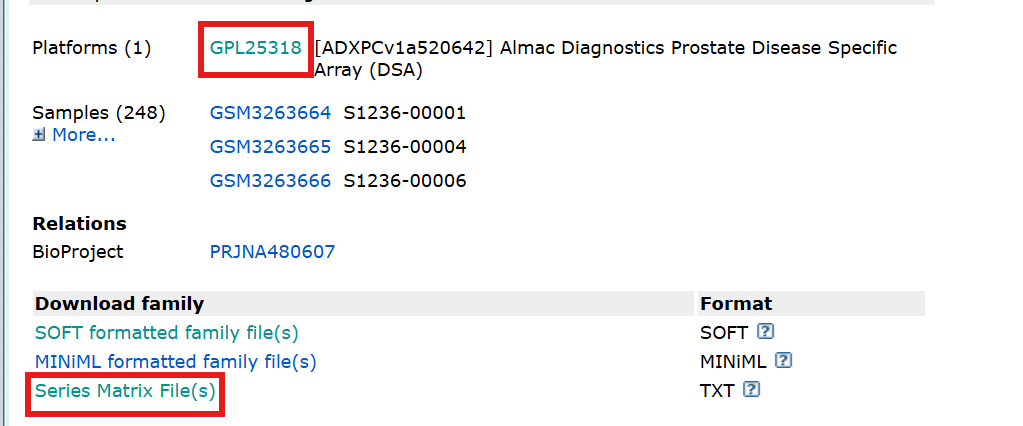 Platforms (1) GPL25318 [ADXPCv1a520642] Almac Diagnostics Prostate Disease Specific
Array (DSA)
Samples (248) GSM3263664 S1236-00001
More... 
GSM3263665 S1236-00004
GSM3263666 S1236-00006
Relations
BioProject PRJNA480607
Download family Format
SOFT formatted family file(s) SOFT ?
MINiML formatted family file(s) MINiML ?
Series Matrix File(s) TXT ?